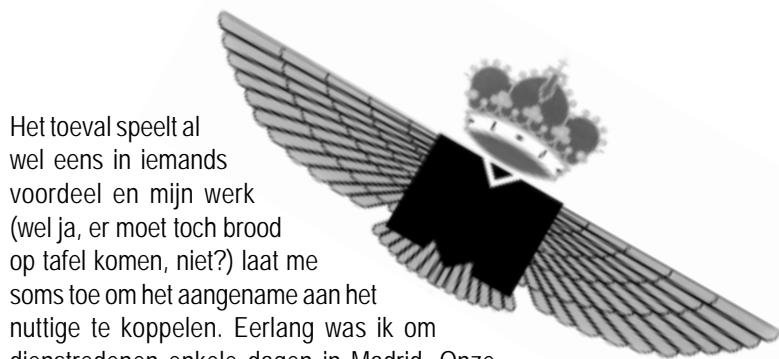 Het toeval speelt al
wel eens in iemands
voordeel en mijn werk
(wel ja, er moet toch brood
op tafel komen, niet?) laat me
soms toe om het aangename aan het
nuttige te koppelen. Eerlang was ik om
dienstredenen enkele dagen in Madrid. Onze